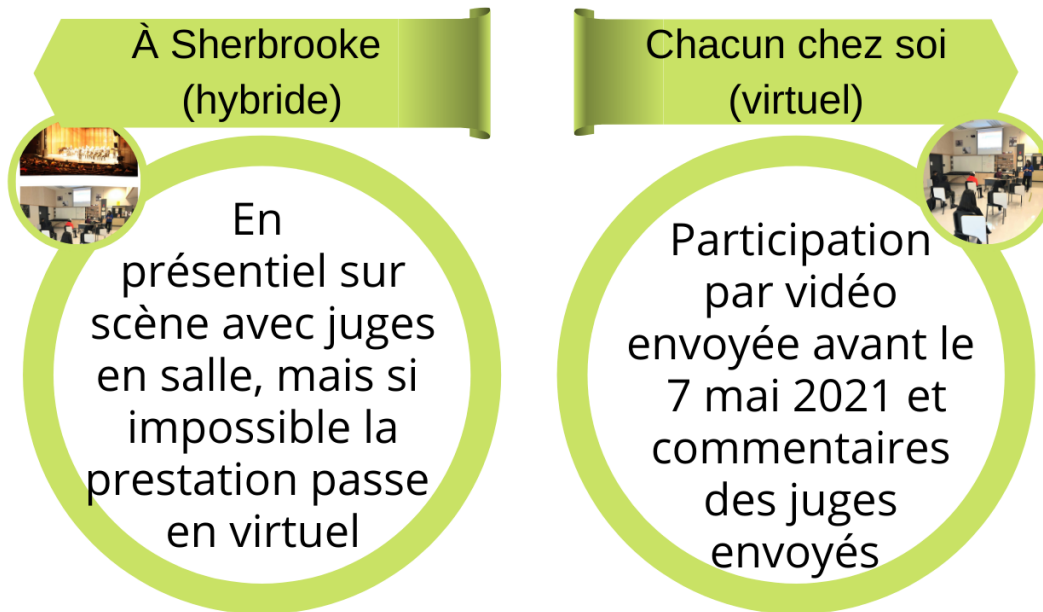 À Sherbrooke
(hybride)
En
présentiel sur
scène avec juges
en salle, mais si
impossible la
prestation passe
en virtuel
Chacun chez soi
(virtuel)
Participation
par vidéo
envoyée avant le
7 mai 2021 et
commentaires
des juges
envoyés